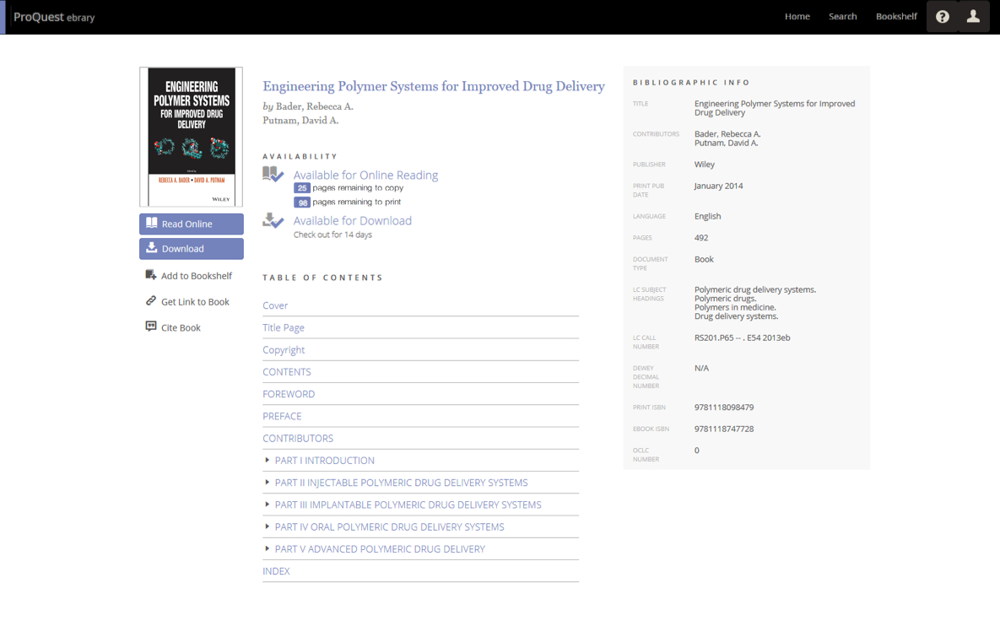 ProQuest ebrary
Home Search Bookshelf ?
ENGINEERING
POLYMER SYSTEMS
FOR IMPROVED DRUG
DELIVERY
Edited by
REBECCA A. BADER • DAVID A. PUTNAM
WILEY
Read Online
Download
Add to Bookshelf
Get Link to Book
Cite Book
Engineering Polymer Systems for Improved Drug Delivery
by Bader, Rebecca A.
Putnam, David A.
AVAILABILITY
Available for Online Reading
25 pages remaining to copy
98 pages remaining to print
Available for Download
Check out for 14 days
TABLE OF CONTENTS
Cover
Title Page
Copyright
CONTENTS
FOREWORD
PREFACE
CONTRIBUTORS
PART I INTRODUCTION
PART II INJECTABLE POLYMERIC DRUG DELIVERY SYSTEMS
PART III IMPLANTABLE POLYMERIC DRUG DELIVERY SYSTEMS
PART IV ORAL POLYMERIC DRUG DELIVERY SYSTEMS
PART V ADVANCED POLYMERIC DRUG DELIVERY
INDEX
BIBLIOGRAPHIC INFO
TITLE Engineering Polymer Systems for Improved
Drug Delivery
CONTRIBUTORS Bader, Rebecca A.
Putnam, David A.
PUBLISHER Wiley
PRINT PUB January 2014
DATE
LANGUAGE English
PAGES 492
DOCUMENT Book
TYPE
LC SUBJECT Polymeric drug delivery systems.
HEADINGS Polymeric drugs.
Polymers in medicine.
Drug delivery systems.
LC CALL RS201.P65 -- . E54 2013eb
NUMBER
DEWEY N/A
DECIMAL
NUMBER
PRINT ISBN 9781118098479
EBOOK ISBN 9781118747728
OCLC 0
NUMBER